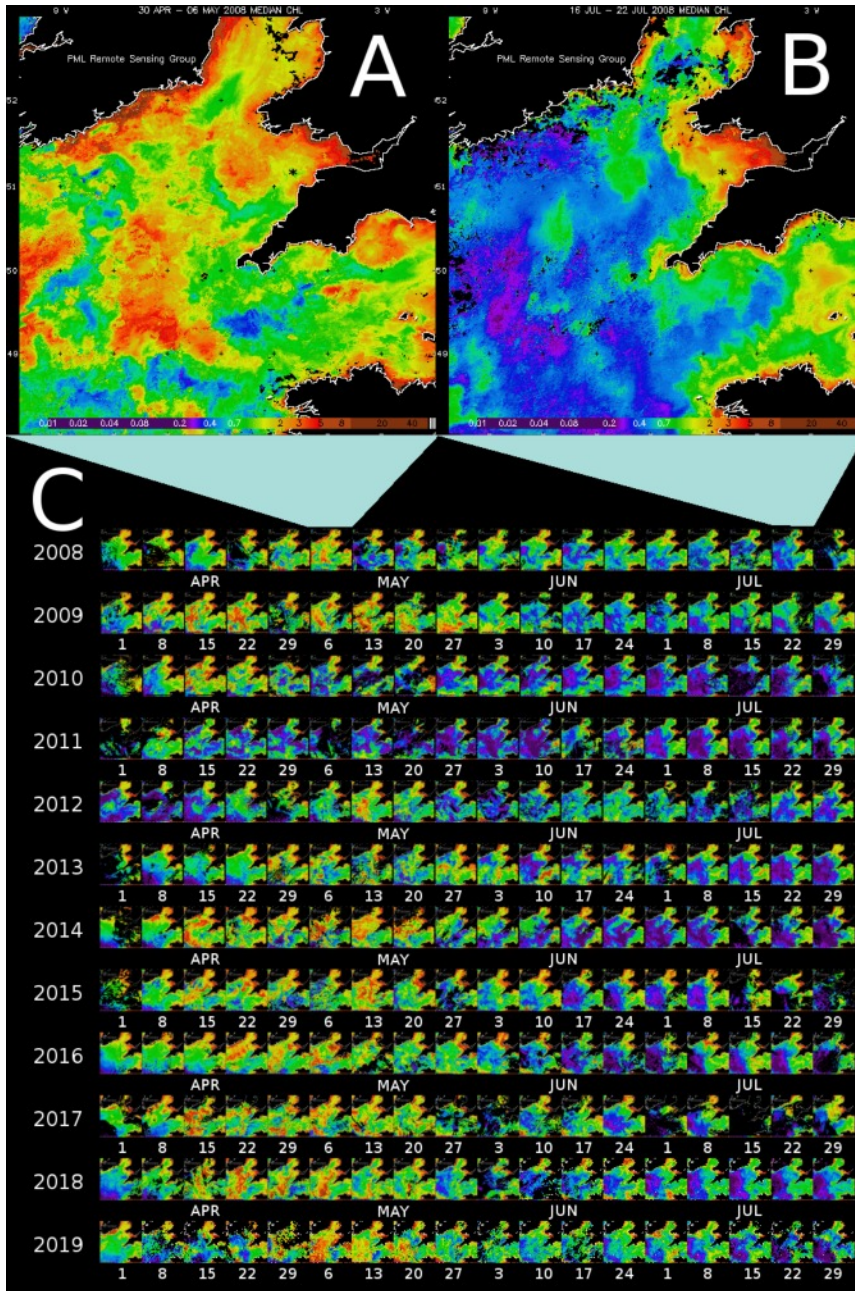 9 W 30 APR - 06 MAY 2008 MEDIAN CHL 3 W
9 W 16 JUL - 22 JUL 2008 MEDIAN CHL 3 W
PML Remote Sensing Group
A
PML Remote Sensing Group
B
52
52
51
*
51
*
50
50
49
49
0.01 0.02 0.04 0.08 0.2 0.4 0.7 2 3 5 8 20 40
0.01 0.02 0.04 0.08 0.2 0.4 0.7 2 3 5 8 20 40
C
2008
APR MAY JUN JUL
2009
1 8 15 22 29 6 13 20 27 3 10 17 24 1 8 15 22 29
2010
APR MAY JUN JUL
2011
1 8 15 22 29 6 13 20 27 3 10 17 24 1 8 15 22 29
2012
APR MAY JUN JUL
2013
1 8 15 22 29 6 13 20 27 3 10 17 24 1 8 15 22 29
2014
APR MAY JUN JUL
2015
1 8 15 22 29 6 13 20 27 3 10 17 24 1 8 15 22 29
2016
APR MAY JUN JUL
2017
1 8 15 22 29 6 13 20 27 3 10 17 24 1 8 15 22 29
2018
APR MAY JUN JUL
2019
1 8 15 22 29 6 13 20 27 3 10 17 24 1 8 15 22 29